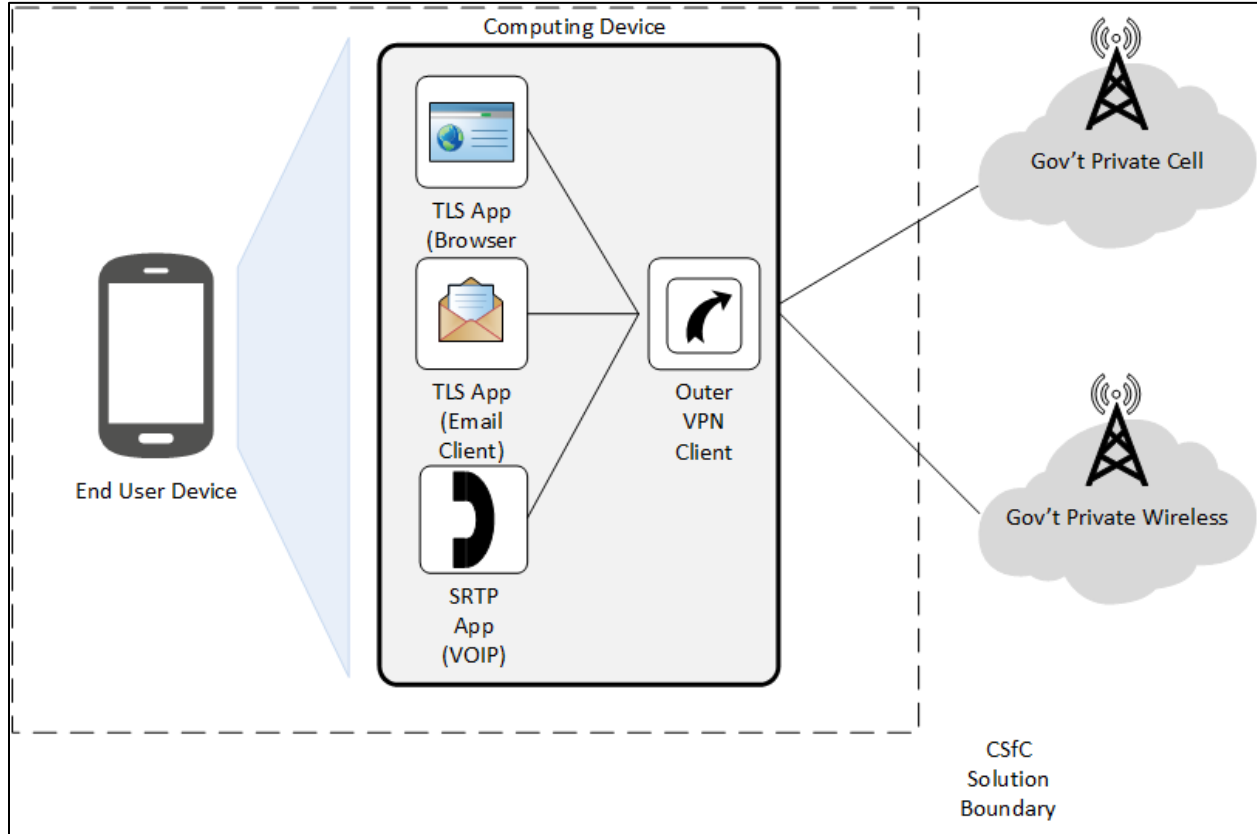 Computing Device
TLS App
(Browser
TLS App
(Email
Client)
SRTP
App
(VOIP)
Outer
VPN
Client
End User Device
Gov't Private Cell
Gov't Private Wireless
CSfC
Solution
Boundary